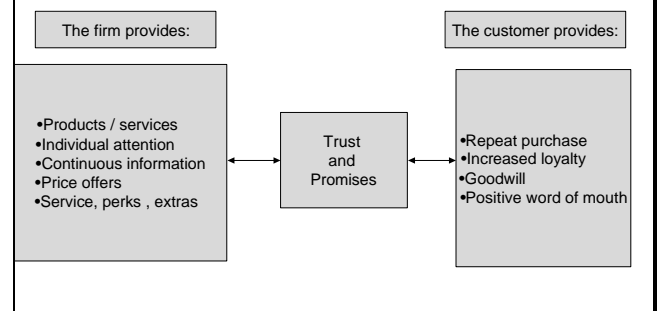 The firm provides:
The customer provides:
•Products / services
•Individual attention
•Continuous information
•Price offers
•Service, perks , extras
Trust
and
Promises
•Repeat purchase
•Increased loyalty
•Goodwill
•Positive word of mouth